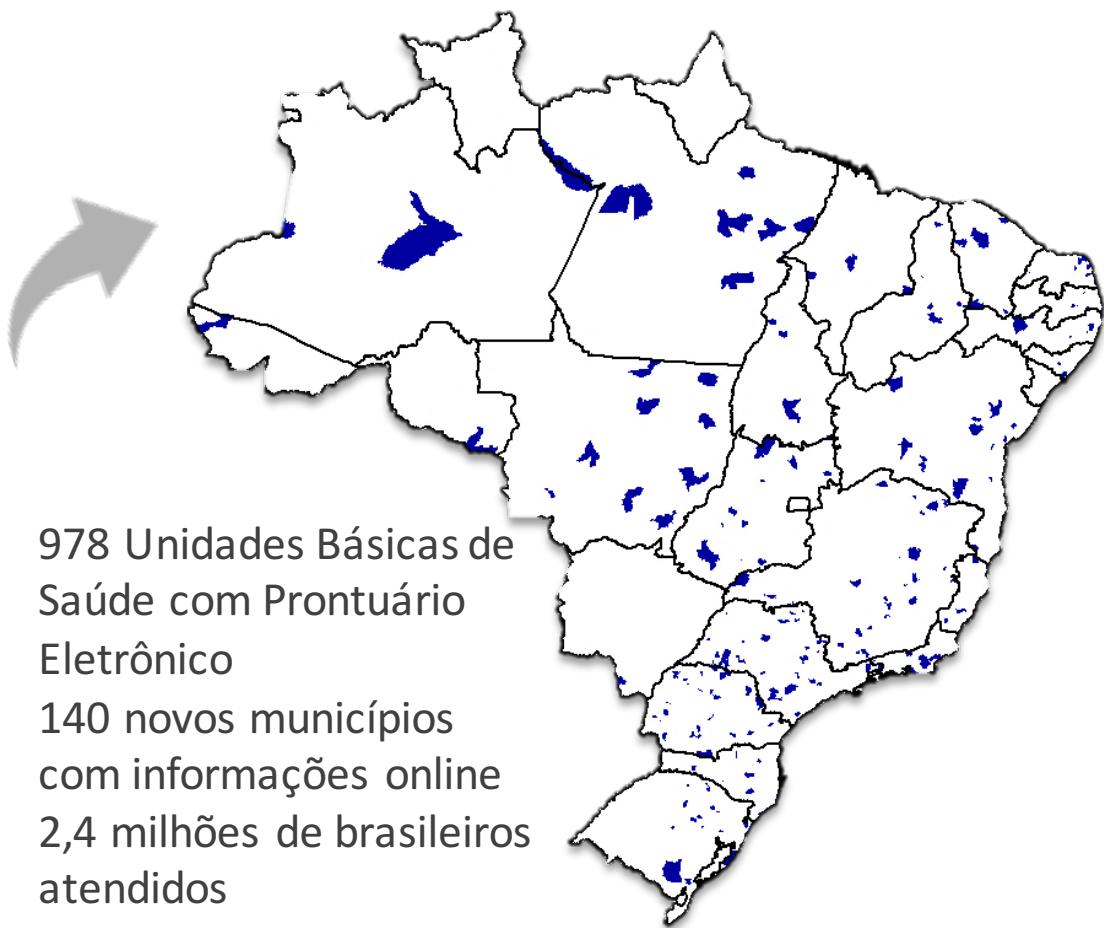 978 Unidades Básicas de
Saúde com Prontuário
Eletrônico
140 novos municípios
com informações online
2,4 milhões de brasileiros
atendidos